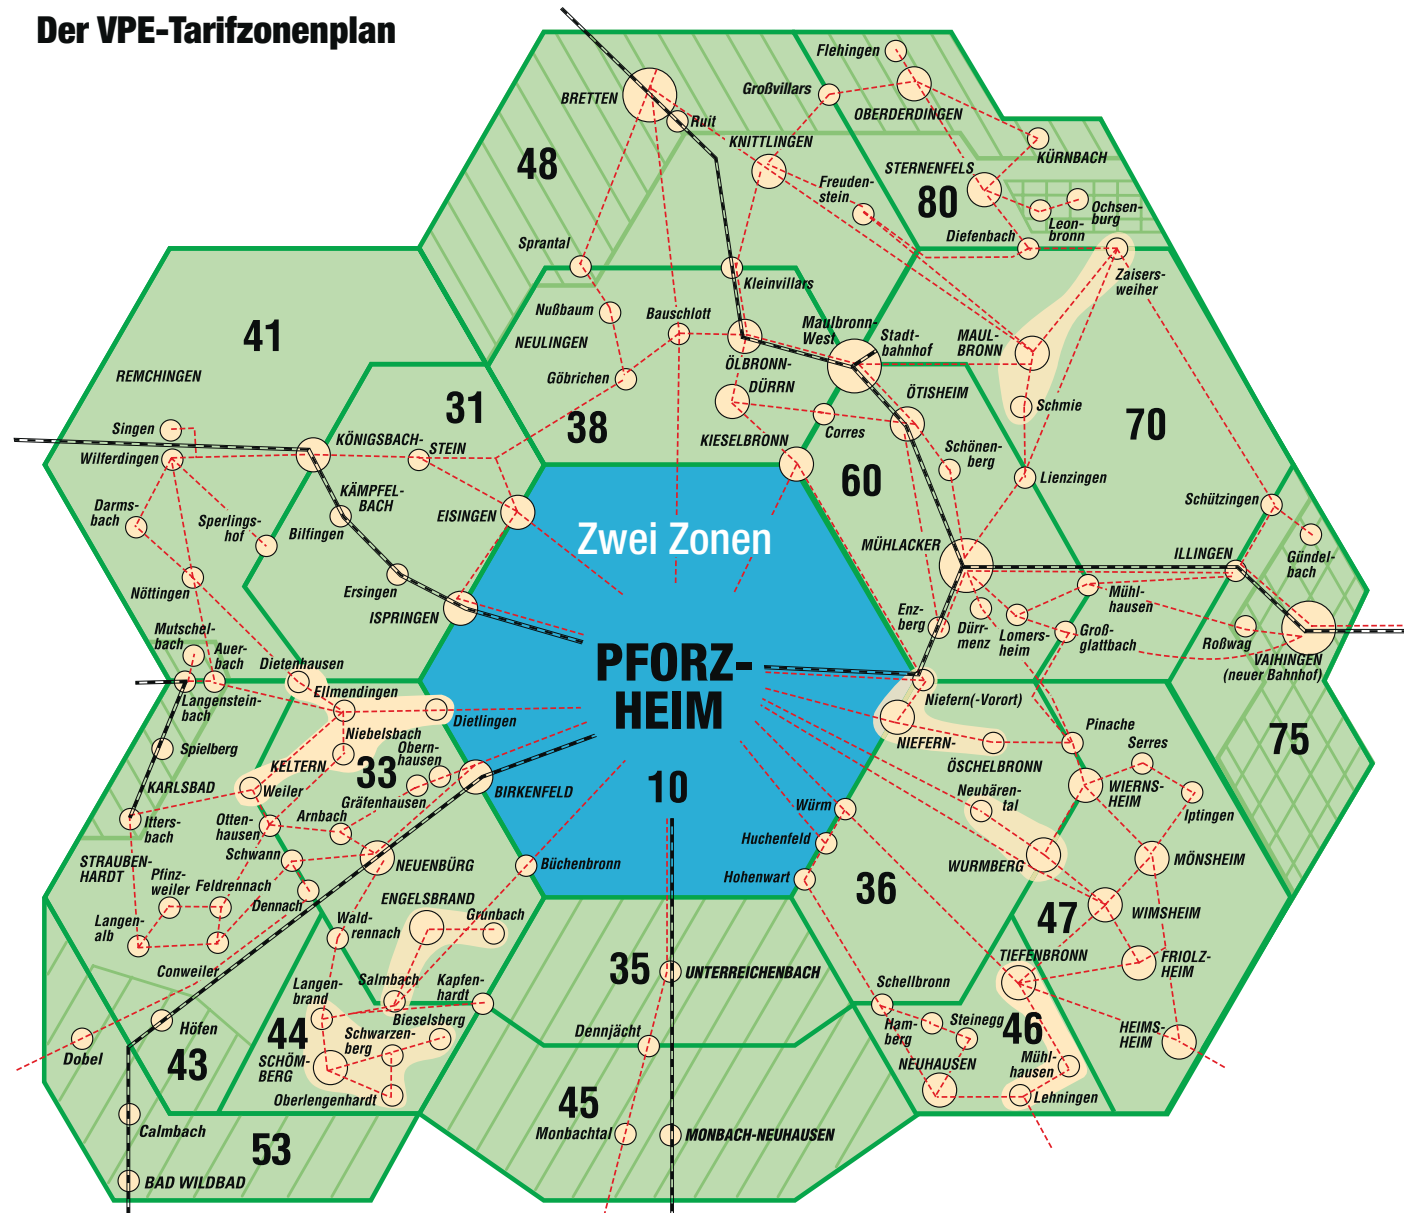 Der VPE-Tarifzonenplan
Flehingen
Großvillars
OBERDERDINGEN
BRETTEN
Ruit
KNITTLINGEN
KÜRNBACH
48
STERNENFELS
Freuden-
stein
80
Ochsen-
burg
Leon-
bronn
Diefenbach
Sprantal
Zaisers-
weiher
Kleinvillars
Nußbaum
Bauschlott
NEULINGEN
Maulbronn-
West
Stadt-
bahnhof
MAUL-
BRONN
41
REMCHINGEN
Göbrichen
ÖLBRONN-
DÜRRN
ÖTISHEIM
31
38
Schmie
70
Singen
KÖNIGSBACH-
STEIN
KIESELBRONN
Corres
Schönen-
berg
Wilferdingen
60
Lienzingen
KÄMPFEL-
BACH
Darms-
bach
Sperlings-
hof
Bilfingen
EISINGEN
Schützingen
Zwei Zonen
MÜHLACKER
ILLINGEN
Gündel-
bach
Nöttingen
Ersingen
ISPRINGEN
Enz-
berg
Dürr-
menz
Lomers-
heim
Mühl-
hausen
Groß-
glattbach
Roßwag
VAIHINGEN
(neuer Bahnhof)
Mutschel-
bach
Auer-
bach
Dietenhausen
PFORZ-
HEIM
Ellmendingen
Langenstein-
bach
Niefern(-Vorort)
Dietlingen
Niebelsbach
Pinache
Spielberg
Obern-
hausen
NIEFERN-
ÖSCHELBRONN
Serres
75
KELTERN
33
KARLSBAD
Weiler
Gräfenhausen
BIRKENFELD
10
Würm
Neubären-
tal
WIERNS-
HEIM
Iptingen
Itters-
bach
Otten-
hausen
Arnbach
Huchenfeld
Schwann
STRAUBEN-
HARDT
NEUENBÜRG
Büchenbronn
WURMBERG
MÖNSHEIM
Pfinz-
weiler
Feldrennach
Hohenwart
36
Dennach
ENGELSBRAND
Grunbach
47
WIMSHEIM
Langen-
alb
Wald-
rennach
Conweiler
TIEFENBRONN
FRIOLZ-
HEIM
Salmbach
Kapfen-
hardt
35
UNTERREICHENBACH
Schellbronn
Langen-
brand
Bieselsberg
Höfen
44
Schwarzen-
berg
Dennjächt
Ham-
berg
Steinegg
46
HEIMS-
HEIM
Dobel
43
SCHÖM-
BERG
NEUHAUSEN
Mühl-
hausen
Oberlengenhardt
Lehningen
45
Calmbach
Monbachtal
MONBACH-NEUHAUSEN
53
BAD WILDBAD